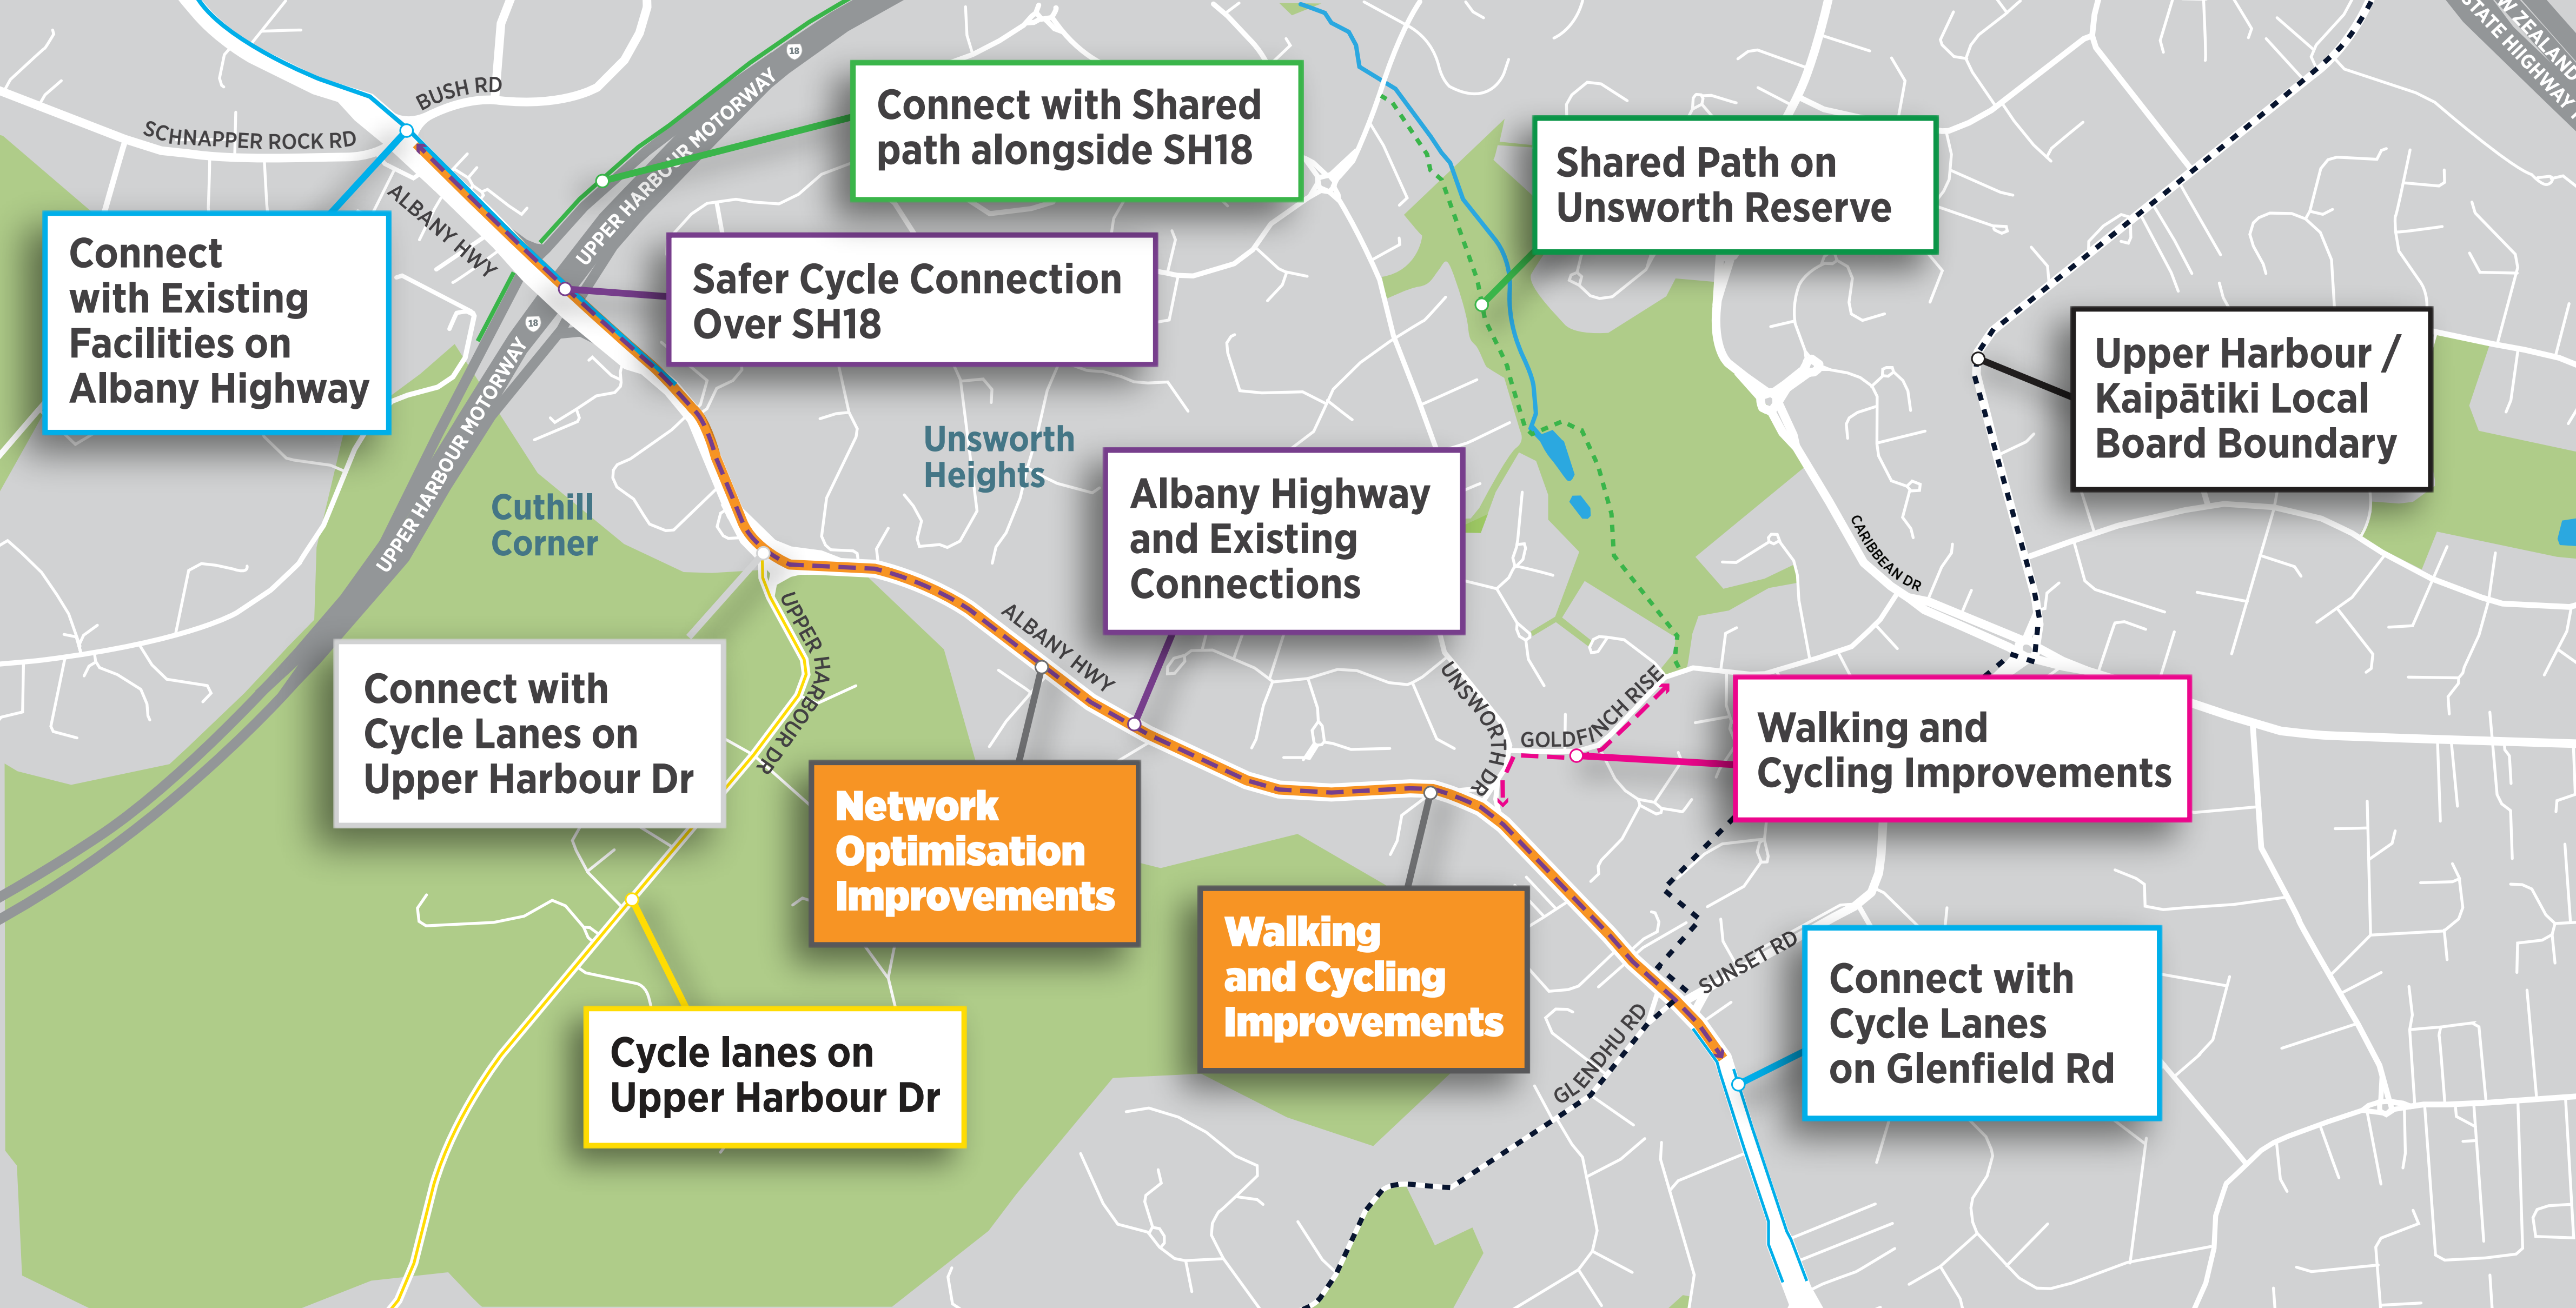 BUSH RD
SCHNAPPER ROCK RD
ALBANY HWY
UPPER HARBOUR MOTORWAY
18
Connect with Shared
path alongside SH18
Shared Path on
Unsworth Reserve
STATE HIGHWAY
Connect
with Existing
Facilities on
Albany Highway
Safer Cycle Connection
Over SH18
18
UPPER HARBOUR MOTORWAY
Upper Harbour /
Kaipātiki Local
Board Boundary
Unsworth
Heights
Cuthill
Corner
Albany Highway
and Existing
Connections
CARIBBEAN DR
UPPER HARBOUR DR
ALBANY HWY
Connect with
Cycle Lanes on
Upper Harbour Dr
UNSWORTH DR
GOLDFINCH RISE
Walking and
Cycling Improvements
Network
Optimisation
Improvements
Walking
and Cycling
Improvements
SUNSET RD
GLENDHU RD
Connect with
Cycle Lanes
on Glenfield Rd
Cycle lanes on
Upper Harbour Dr